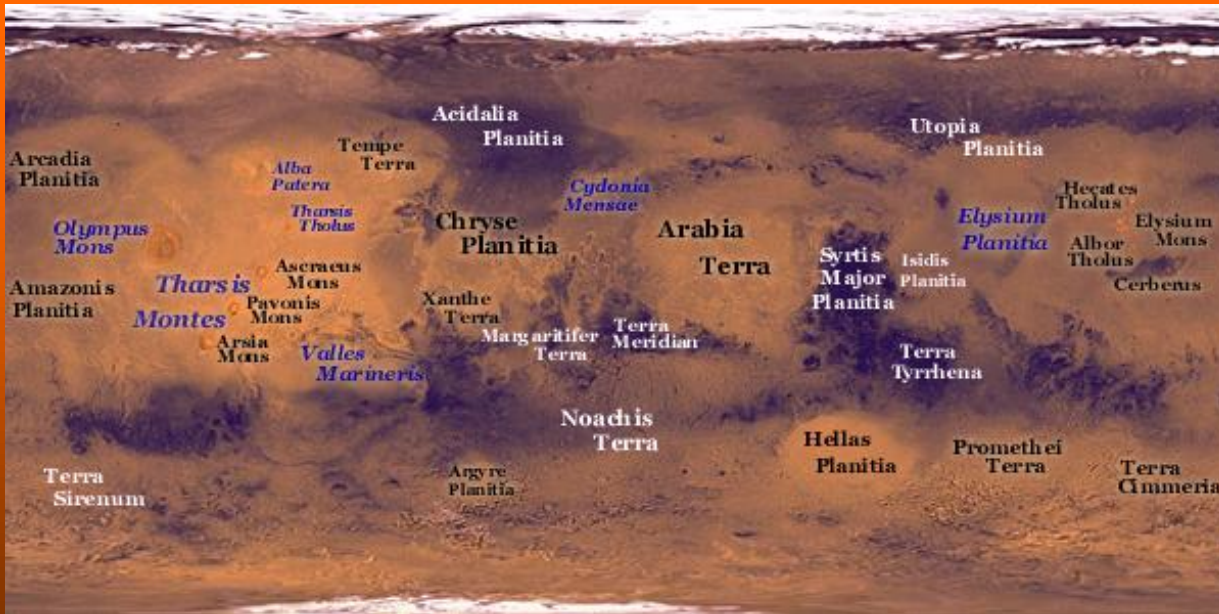 Acidalia
Planitia
Utopia
Planitia
Tempe
Terra
Arcadia
Planitia
Alba
Patera
Cydonia
Mensae
Hecates
Tholus
Tharsis
Tholus
Olympus
Mons
Chryse
Planitia
Arabia
Terra
Elysium
Planitia
Elysium
Mons
Albor
Tholus
Syrtis
Major
Planitia
Isidis
Planitia
Ascraeus
Mons
Tharsis
Montes
Amazonis
Planitia
Pavonis
Mons
Xanthe
Terra
Cerberus
Margaritifer
Terra
Terra
Meridian
Arsia
Mons
Valles
Marineris
Terra
Tyrrhena
Noachis
Terra
Hellas
Planitia
Promethei
Terra
Terra
Cimmeria
Argyre
Planitia
Terra
Sirenum